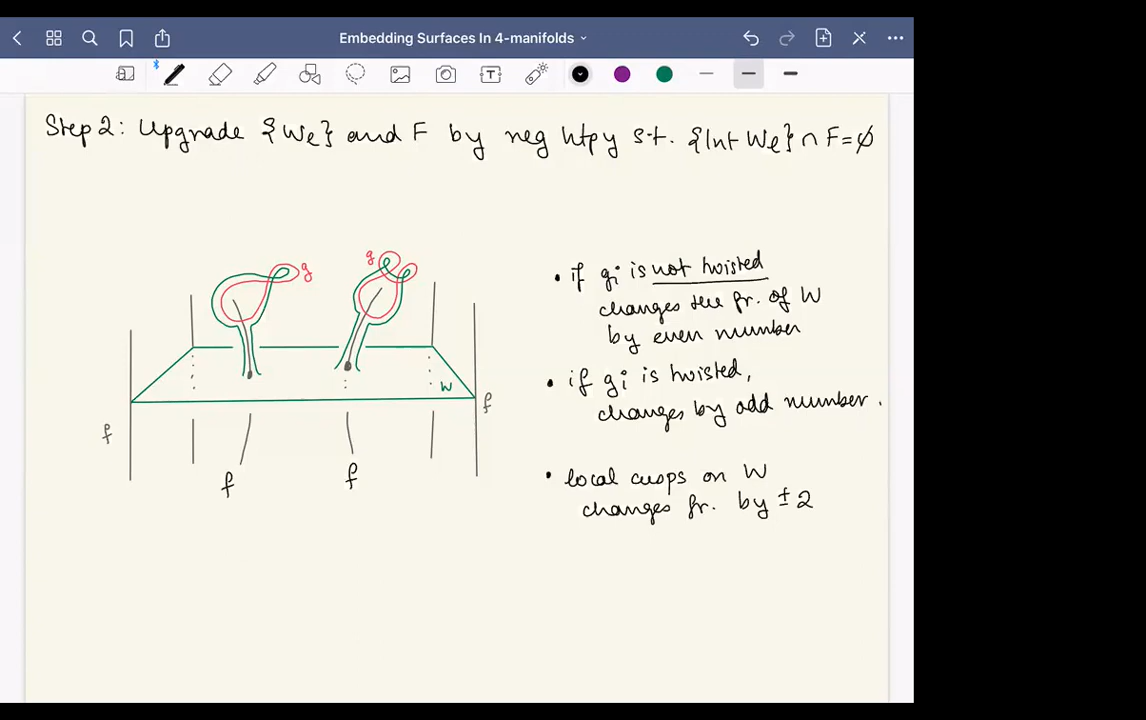 Embedding Surfaces In 4-manifolds
Step 2: Upgrade {We} and F by reg htpy s.t. {Int We} ∩ F = ∅
g
g
W
f
f
f
f
• if gi is not twisted
changes the fr. of W
by even number
• if gi is twisted,
changes by odd number.
• local cusps on W
changes fr. by ±2